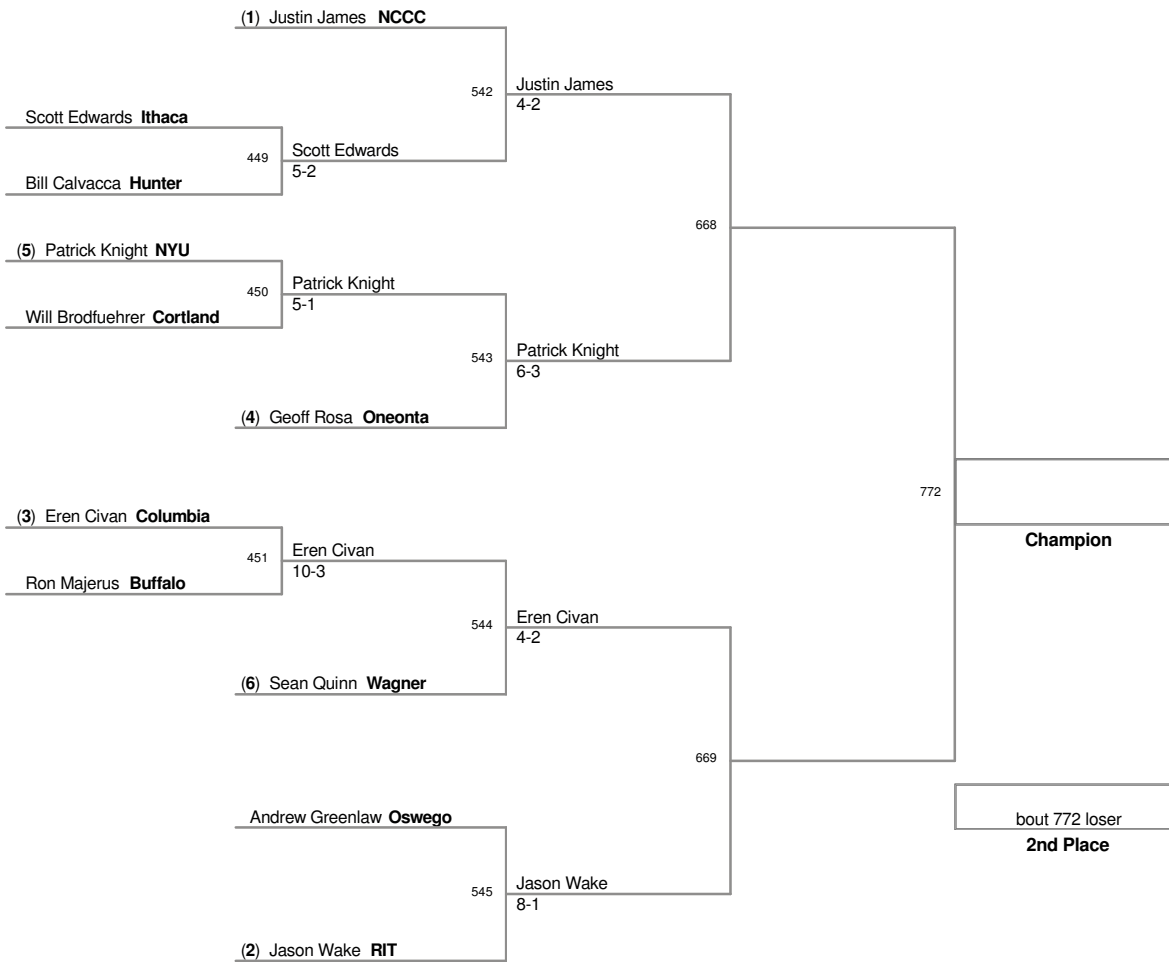 (1) Justin James NCCC
542
Justin James
4-2
Scott Edwards Ithaca
449
Scott Edwards
5-2
Bill Calvacca Hunter
668
(5) Patrick Knight NYU
450
Patrick Knight
5-1
Will Brodfuehrer Cortland
543
Patrick Knight
6-3
(4) Geoff Rosa Oneonta
772
Champion
(3) Eren Civan Columbia
451
Eren Civan
10-3
Ron Majerus Buffalo
544
Eren Civan
4-2
(6) Sean Quinn Wagner
669
Andrew Greenlaw Oswego
bout 772 loser
2nd Place
545
Jason Wake
8-1
(2) Jason Wake RIT